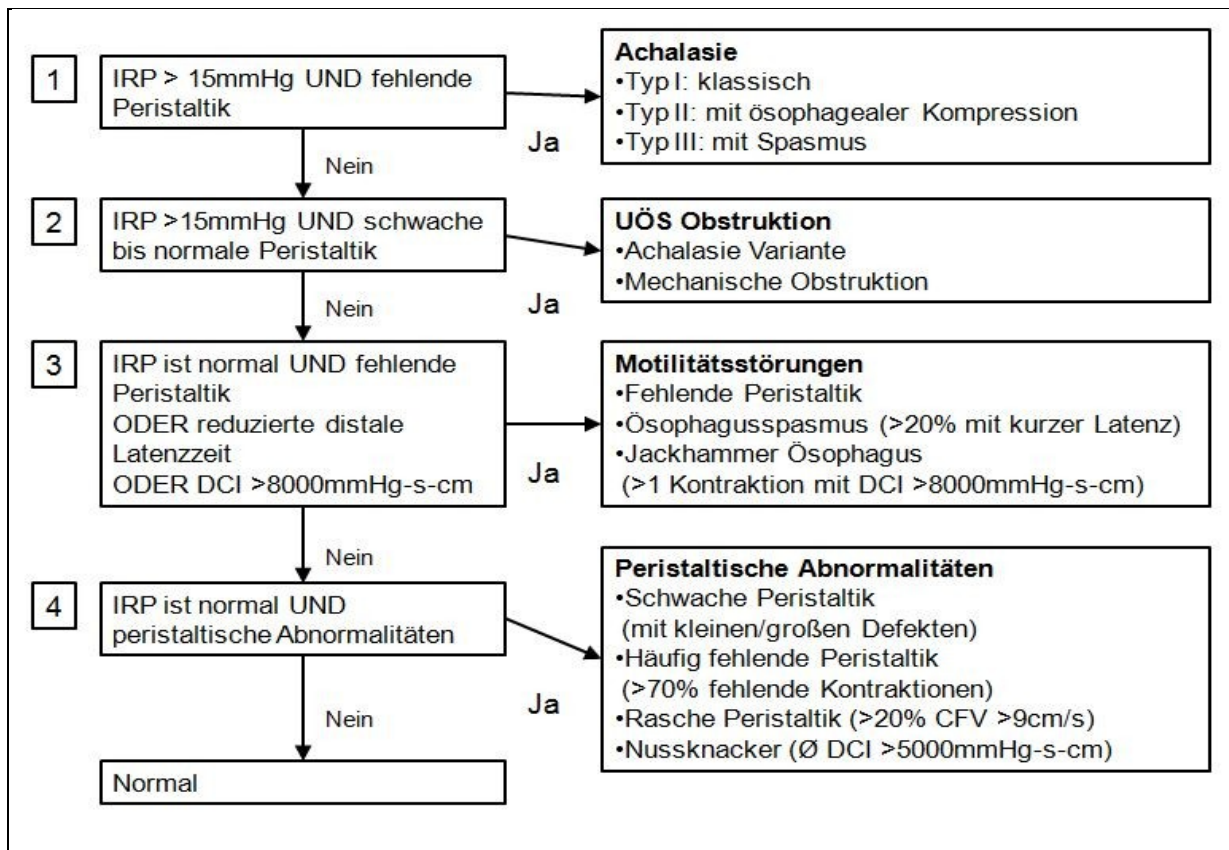 1
IRP > 15mmHg UND fehlende
Peristaltik
Ja
Achalasie
•Typ I: klassisch
•Typ II: mit ösophagealer Kompression
•Typ III: mit Spasmus
Nein
2
IRP >15mmHg UND schwache
bis normale Peristaltik
Ja
UÖS Obstruktion
•Achalasie Variante
•Mechanische Obstruktion
Nein
3
IRP ist normal UND fehlende
Peristaltik
ODER reduzierte distale
Latenzzeit
ODER DCI >8000mmHg-s-cm
Ja
Motilitätsstörungen
•Fehlende Peristaltik
•Ösophagusspasmus (>20% mit kurzer Latenz)
•Jackhammer Ösophagus
(>1 Kontraktion mit DCI >8000mmHg-s-cm)
Nein
4
IRP ist normal UND
peristaltische Abnormalitäten
Ja
Peristaltische Abnormalitäten
•Schwache Peristaltik
(mit kleinen/großen Defekten)
•Häufig fehlende Peristaltik
(>70% fehlende Kontraktionen)
•Rasche Peristaltik (>20% CFV >9cm/s)
•Nussknacker (Ø DCI >5000mmHg-s-cm)
Nein
Normal